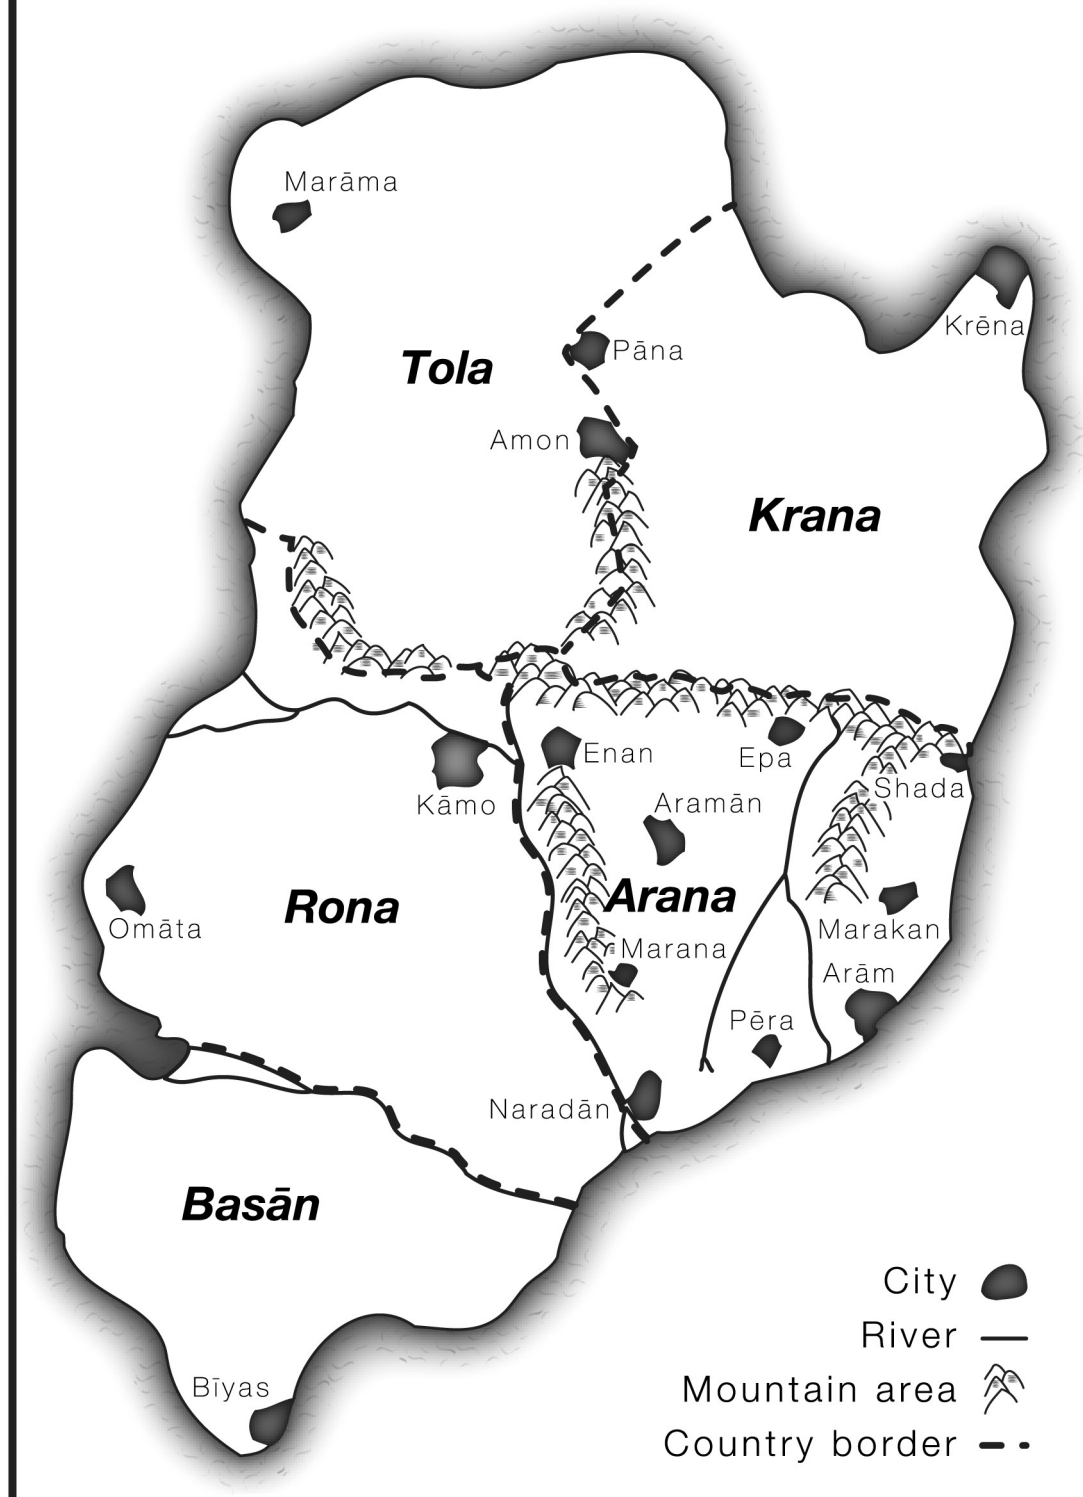 Marāma
Krēna
Pāna
Tola
Amon
Krana
Enan
Epa
Shada
Kāmo
Aramān
Rona
Arana
Omāta
Marakan
Marana
Arām
Pēra
Naradān
Basān
Bīyas
City
River
Mountain area
Country border